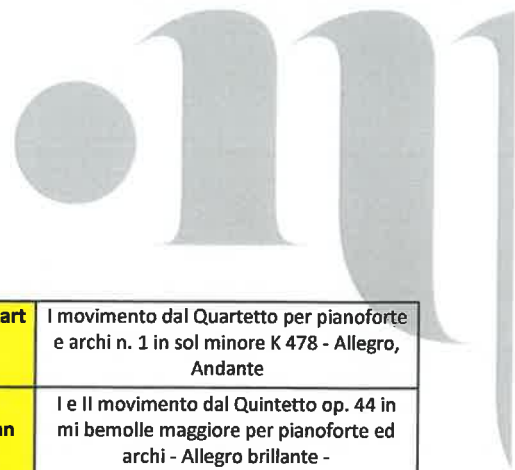 art
I movimento dal Quartetto per pianoforte
e archi n. 1 in sol minore K 478 - Allegro,
Andante
nn
I e II movimento dal Quintetto op. 44 in
mi bemolle maggiore per pianoforte ed
archi - Allegro brillante -